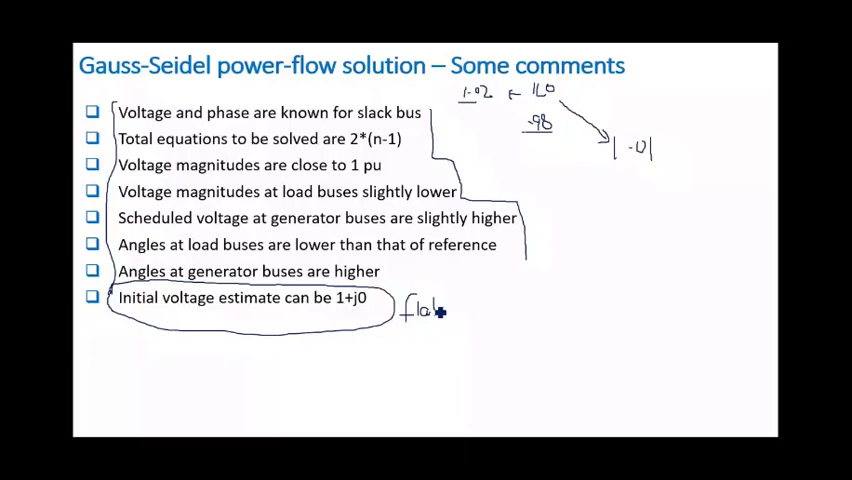 Gauss-Seidel power-flow solution – Some comments
Voltage and phase are known for slack bus
Total equations to be solved are 2*(n-1)
Voltage magnitudes are close to 1 pu
Voltage magnitudes at load buses slightly lower
Scheduled voltage at generator buses are slightly higher
Angles at load buses are lower than that of reference
Angles at generator buses are higher
Initial voltage estimate can be 1+j0
1.02 ←
.98
1.01